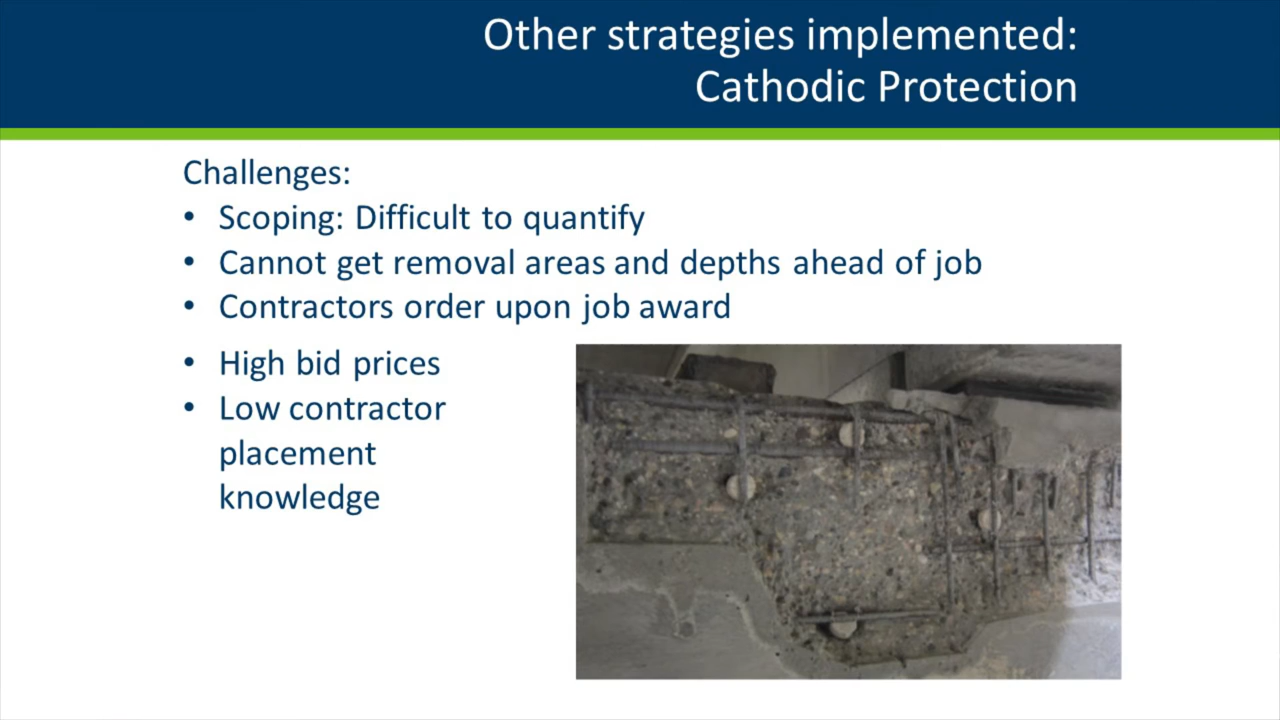 Other strategies implemented:
Cathodic Protection
Challenges:
• Scoping: Difficult to quantify
• Cannot get removal areas and depths ahead of job
• Contractors order upon job award
• High bid prices
• Low contractor
placement
knowledge